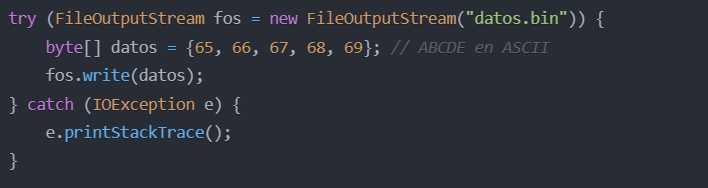 try (FileOutputStream fos = new FileOutputStream("datos.bin")) {
    byte[] datos = {65, 66, 67, 68, 69}; // ABCDE en ASCII
    fos.write(datos);
} catch (IOException e) {
    e.printStackTrace();
}